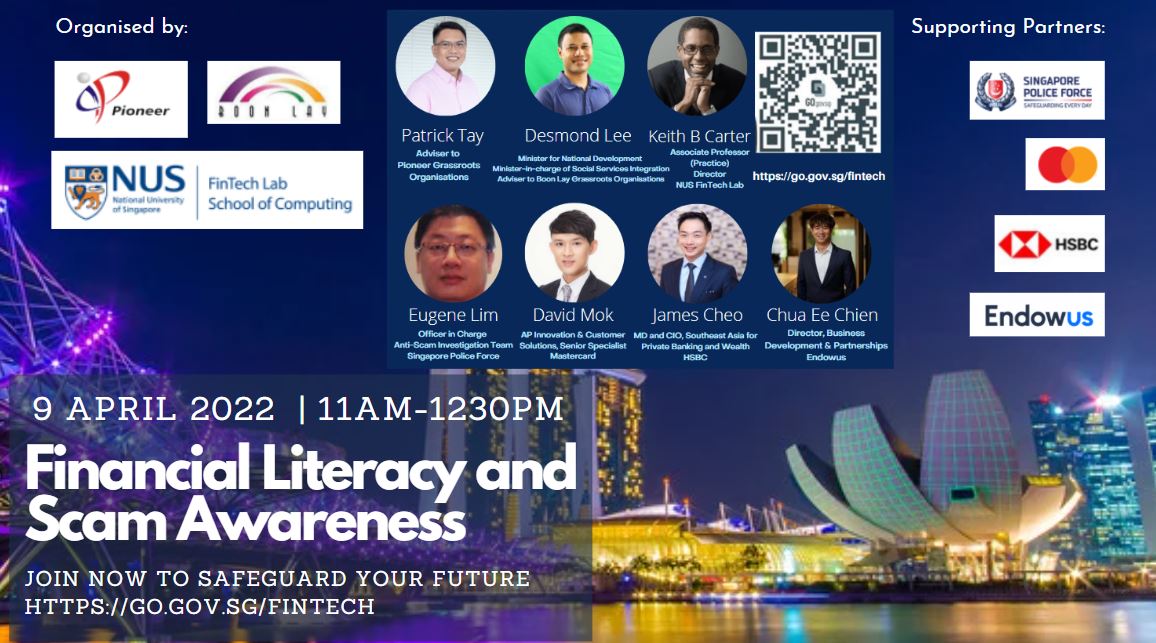 Organised by:
Pioneer
BOON LAY
NUS
National University
of Singapore
FinTech Lab
School of Computing
Patrick Tay
Adviser to
Pioneer Grassroots
Organisations
Desmond Lee
Minister for National Development
Minister-in-charge of Social Services Integration
Adviser to Boon Lay Grassroots Organisations
Keith B Carter
Associate Professor
(Practice)
Director
NUS FinTech Lab
GO.gov.sg
https://go.gov.sg/fintech
Eugene Lim
Officer in Charge
Anti-Scam Investigation Team
Singapore Police Force
David Mok
AP Innovation & Customer
Solutions, Senior Specialist
Mastercard
James Cheo
MD and CIO, Southeast Asia for
Private Banking and Wealth
HSBC
Chua Ee Chien
Director, Business
Development & Partnerships
Endowus
Supporting Partners:
SINGAPORE
POLICE FORCE
SAFEGUARDING EVERY DAY
HSBC
Endowus
9 APRIL 2022 | 11AM-1230PM
Financial Literacy and
Scam Awareness
JOIN NOW TO SAFEGUARD YOUR FUTURE
HTTPS://GO.GOV.SG/FINTECH